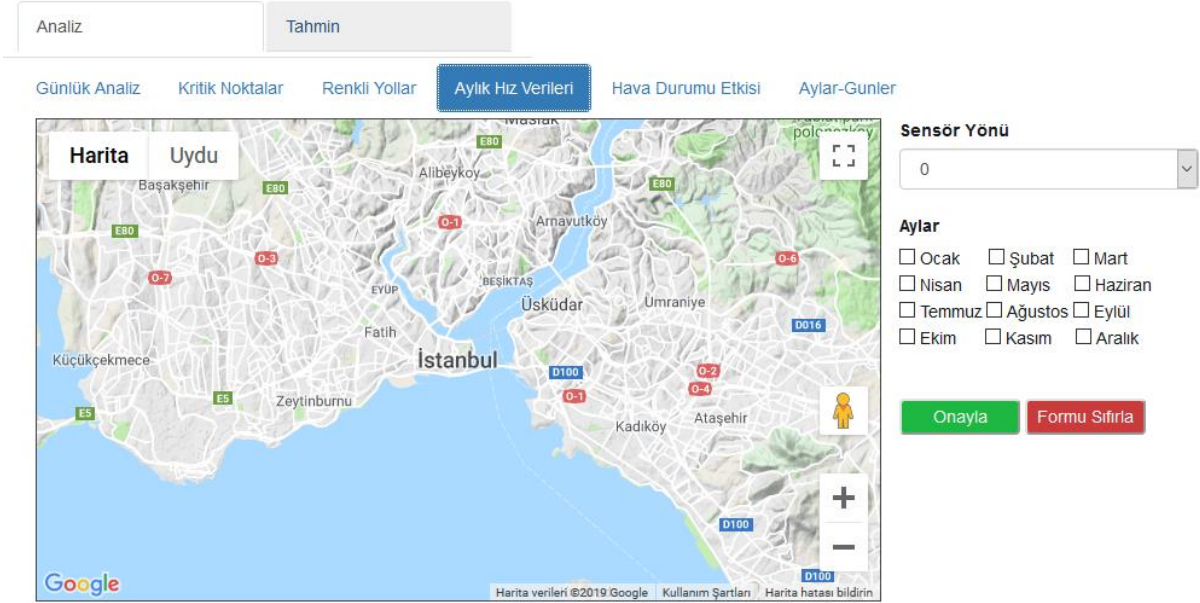 Analiz
Tahmin
Günlük Analiz
Kritik Noktalar
Renkli Yollar
Aylık Hız Verileri
Hava Durumu Etkisi
Aylar-Gunler
Harita
Uydu
Maslak
polonezköy
Başakşehir
E80
E80
E80
Alibeyköy
O-1
Arnavutköy
O-3
O-7
O-6
EYÜP
BEŞİKTAŞ
Üsküdar
Ümraniye
Fatih
D016
Küçükçekmece
İstanbul
D100
O-2
O-4
O-1
E5
E5
Zeytinburnu
Kadıköy
Ataşehir
D100
D100
Google
Harita verileri ©2019 Google
Kullanım Şartları
Harita hatası bildirin
Sensör Yönü
0
Aylar
Ocak Şubat Mart
Nisan Mayıs Haziran
Temmuz Ağustos Eylül
Ekim Kasım Aralık
Onayla
Formu Sıfırla